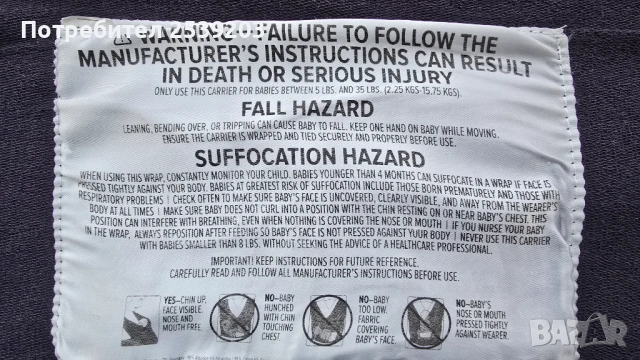 Потребител 2539203
⚠ WARNING: FAILURE TO FOLLOW THE
MANUFACTURER'S INSTRUCTIONS CAN RESULT
IN DEATH OR SERIOUS INJURY
ONLY USE THIS CARRIER FOR BABIES BETWEEN 5 LBS. AND 35 LBS. (2.25 KGS-15.75 KGS).
FALL HAZARD
LEANING, BENDING OVER, OR TRIPPING CAN CAUSE BABY TO FALL. KEEP ONE HAND ON BABY WHILE MOVING.
ENSURE THE CARRIER IS WRAPPED AND TIED SECURELY AND PROPERLY BEFORE USE.
SUFFOCATION HAZARD
WHEN USING THIS WRAP, CONSTANTLY MONITOR YOUR CHILD. BABIES YOUNGER THAN 4 MONTHS CAN SUFFOCATE IN A WRAP IF FACE IS
PRESSED TIGHTLY AGAINST YOUR BODY. BABIES AT GREATEST RISK OF SUFFOCATION INCLUDE THOSE BORN PREMATURELY AND THOSE WITH
RESPIRATORY PROBLEMS | CHECK OFTEN TO MAKE SURE BABY'S FACE IS UNCOVERED, CLEARLY VISIBLE, AND AWAY FROM THE WEARER'S
BODY AT ALL TIMES | MAKE SURE BABY DOES NOT CURL INTO A POSITION WITH THE CHIN RESTING ON OR NEAR BABY'S CHEST. THIS
POSITION CAN INTERFERE WITH BREATHING, EVEN WHEN NOTHING IS COVERING THE NOSE OR MOUTH | IF YOU NURSE YOUR BABY
IN THE WRAP, ALWAYS REPOSITION AFTER FEEDING SO BABY'S FACE IS NOT PRESSED AGAINST YOUR BODY | NEVER USE THIS CARRIER
WITH BABIES SMALLER THAN 8 LBS. WITHOUT SEEKING THE ADVICE OF A HEALTHCARE PROFESSIONAL.
IMPORTANT! KEEP INSTRUCTIONS FOR FUTURE REFERENCE.
CAREFULLY READ AND FOLLOW ALL MANUFACTURER'S INSTRUCTIONS BEFORE USE.
YES–CHIN UP,
FACE VISIBLE,
NOSE AND
MOUTH FREE.
NO–BABY
HUNCHED
WITH CHIN
TOUCHING
CHEST.
NO–BABY
TOO LOW.
FABRIC
COVERING
BABY'S FACE.
NO–BABY'S
NOSE OR MOUTH
PRESSED TIGHTLY
AGAINST WEARER.
bazar